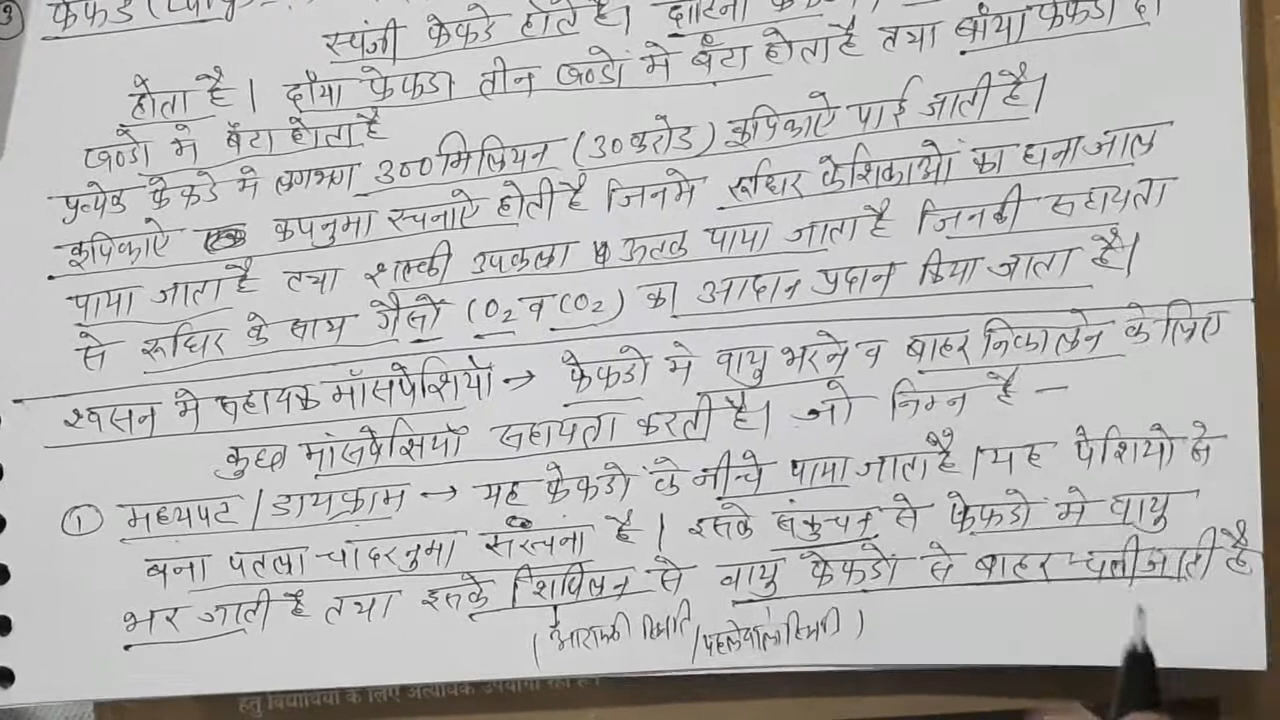 फेफडे
स्पंजी फेफडे होते है। दाहिना
होता है। दाँया फेफडा तीन खण्डो में बँटा होता है तथा बाँया फेफडा दो
खण्डो मे बँटा होता है
प्रत्येक फेफडे मे लगभग 300 मिलियन (30 करोड) कूपिकाऐ पाई जाती है।
कूपिकाऐ कपनुमा रचनाऐ होती है जिनमे रूधिर केशिकाओं का घना जाल
पाया जाता है तथा शल्की उपकला ऊतक पाया जाता है जिनकी सहायता
से रूधिर के साथ गैसों (O₂ व CO₂) का आदान प्रदान किया जाता है।
श्वसन मे सहायक माँसपेशियाँ → फेफडो मे वायु भरने व बाहर निकालने के लिए
कुछ मांसपेसियाँ सहायता करती है। जो निम्न है -
① मध्यपट / डायफ्राम → यह फेफडो के नीचे पाया जाता है। यह पेशियो से
बना पतला चादरनुमा संरचना है। इसके संकुचन से फेफडो मे वायु
भर जाती है तथा इसके शिथिलन से वायु फेफडो से बाहर चली जाती है
(आराम की स्थिति / पहले वाली स्थिति)
हेतु विद्यार्थियों के लिए अत्यधिक उपयोगी